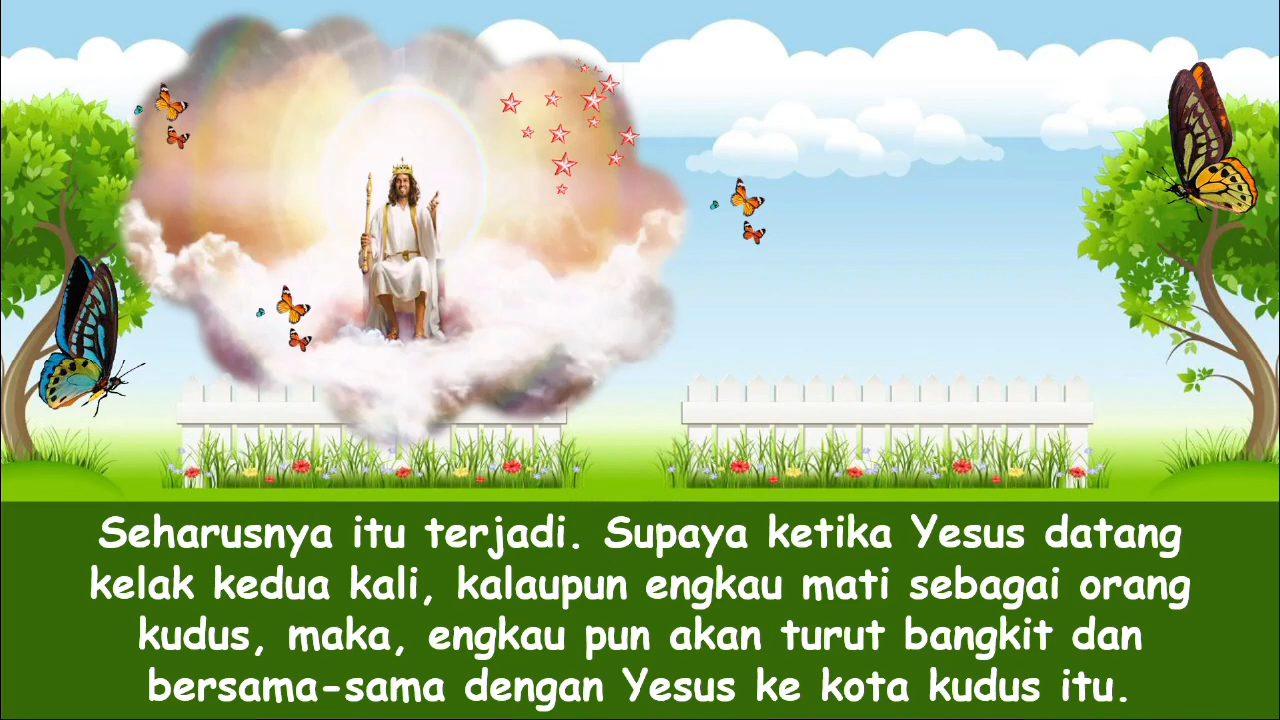 Seharusnya itu terjadi. Supaya ketika Yesus datang
kelak kedua kali, kalaupun engkau mati sebagai orang
kudus, maka, engkau pun akan turut bangkit dan
bersama-sama dengan Yesus ke kota kudus itu.